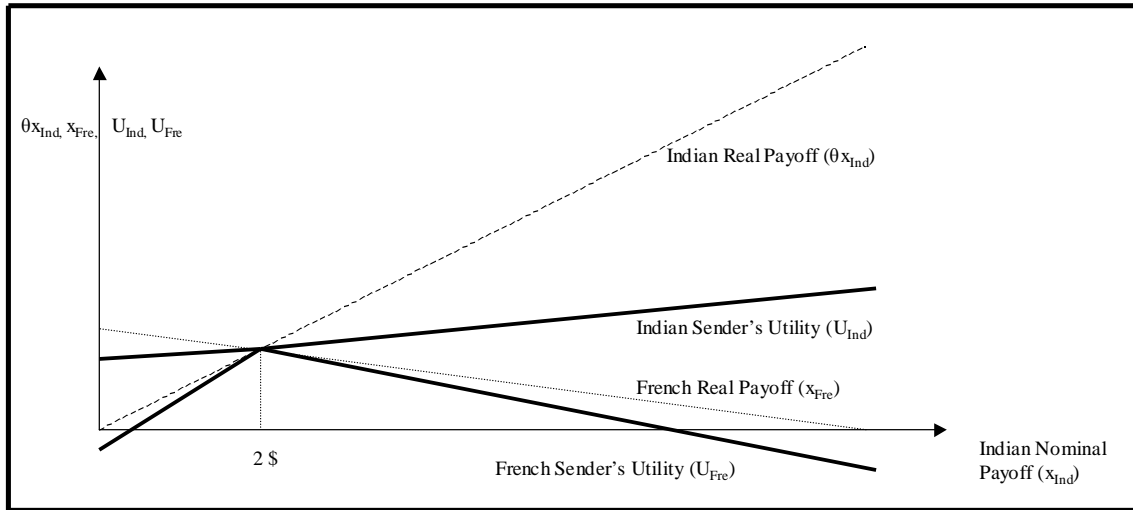 θx_Ind, x_Fre, U_Ind, U_Fre
Indian Real Payoff (θx_Ind)
Indian Sender's Utility (U_Ind)
French Real Payoff (x_Fre)
2 $
French Sender's Utility (U_Fre)
Indian Nominal
Payoff (x_Ind)